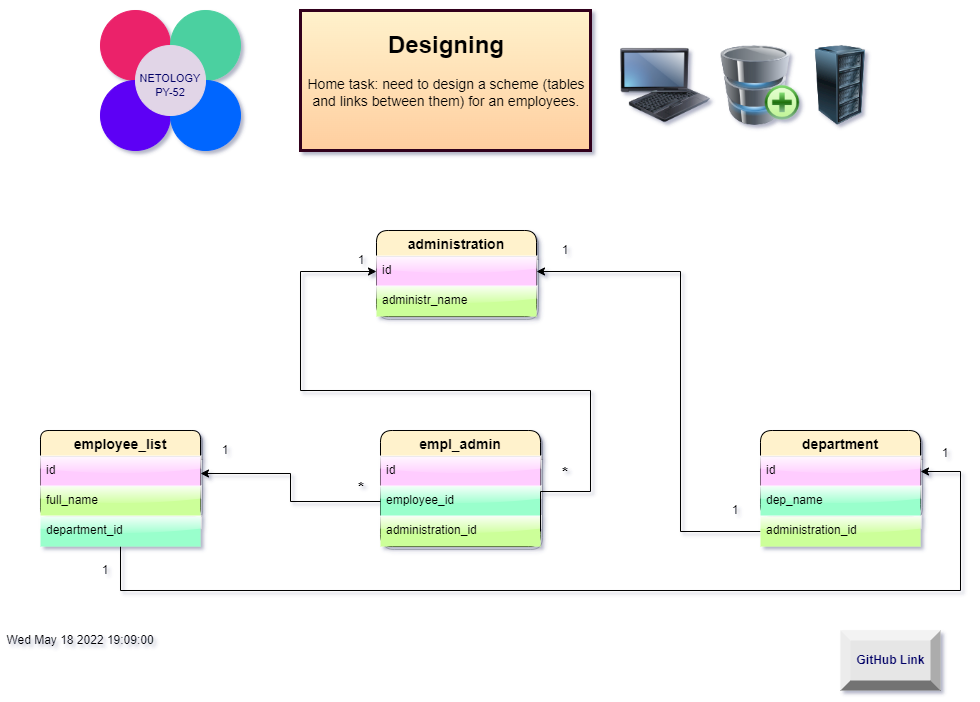 NETOLOGY
PY-52
Designing
Home task: need to design a scheme (tables
and links between them) for an employees.
administration
id
administr_name
1
1
employee_list
id
full_name
department_id
1
1
empl_admin
id
employee_id
administration_id
*
*
department
id
dep_name
administration_id
1
1
Wed May 18 2022 19:09:00
GitHub Link